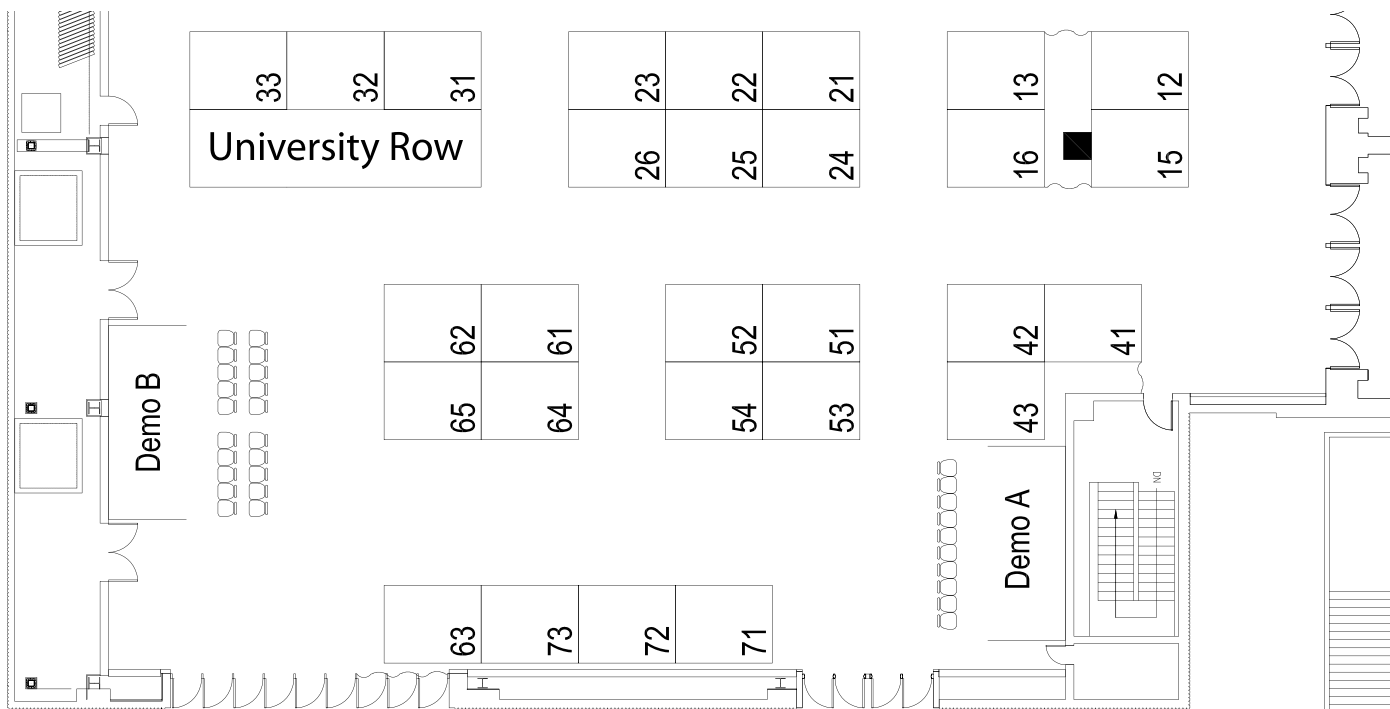 33 32 31 23 22 21 13 12
University Row 26 25 24 16 15
62 61 52 51 42 41
Demo B 65 64 54 53 43
DN
Demo A
63 73 72 71